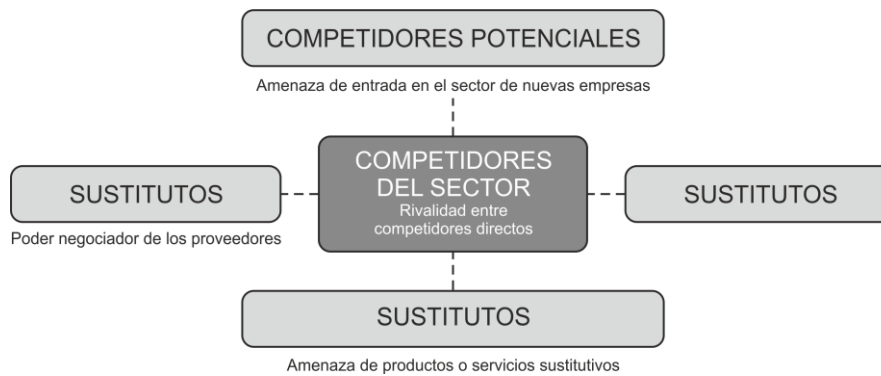 COMPETIDORES POTENCIALES
Amenaza de entrada en el sector de nuevas empresas
COMPETIDORES
DEL SECTOR
Rivalidad entre
competidores directos
SUSTITUTOS
Poder negociador de los proveedores
SUSTITUTOS
SUSTITUTOS
Amenaza de productos o servicios sustitutivos